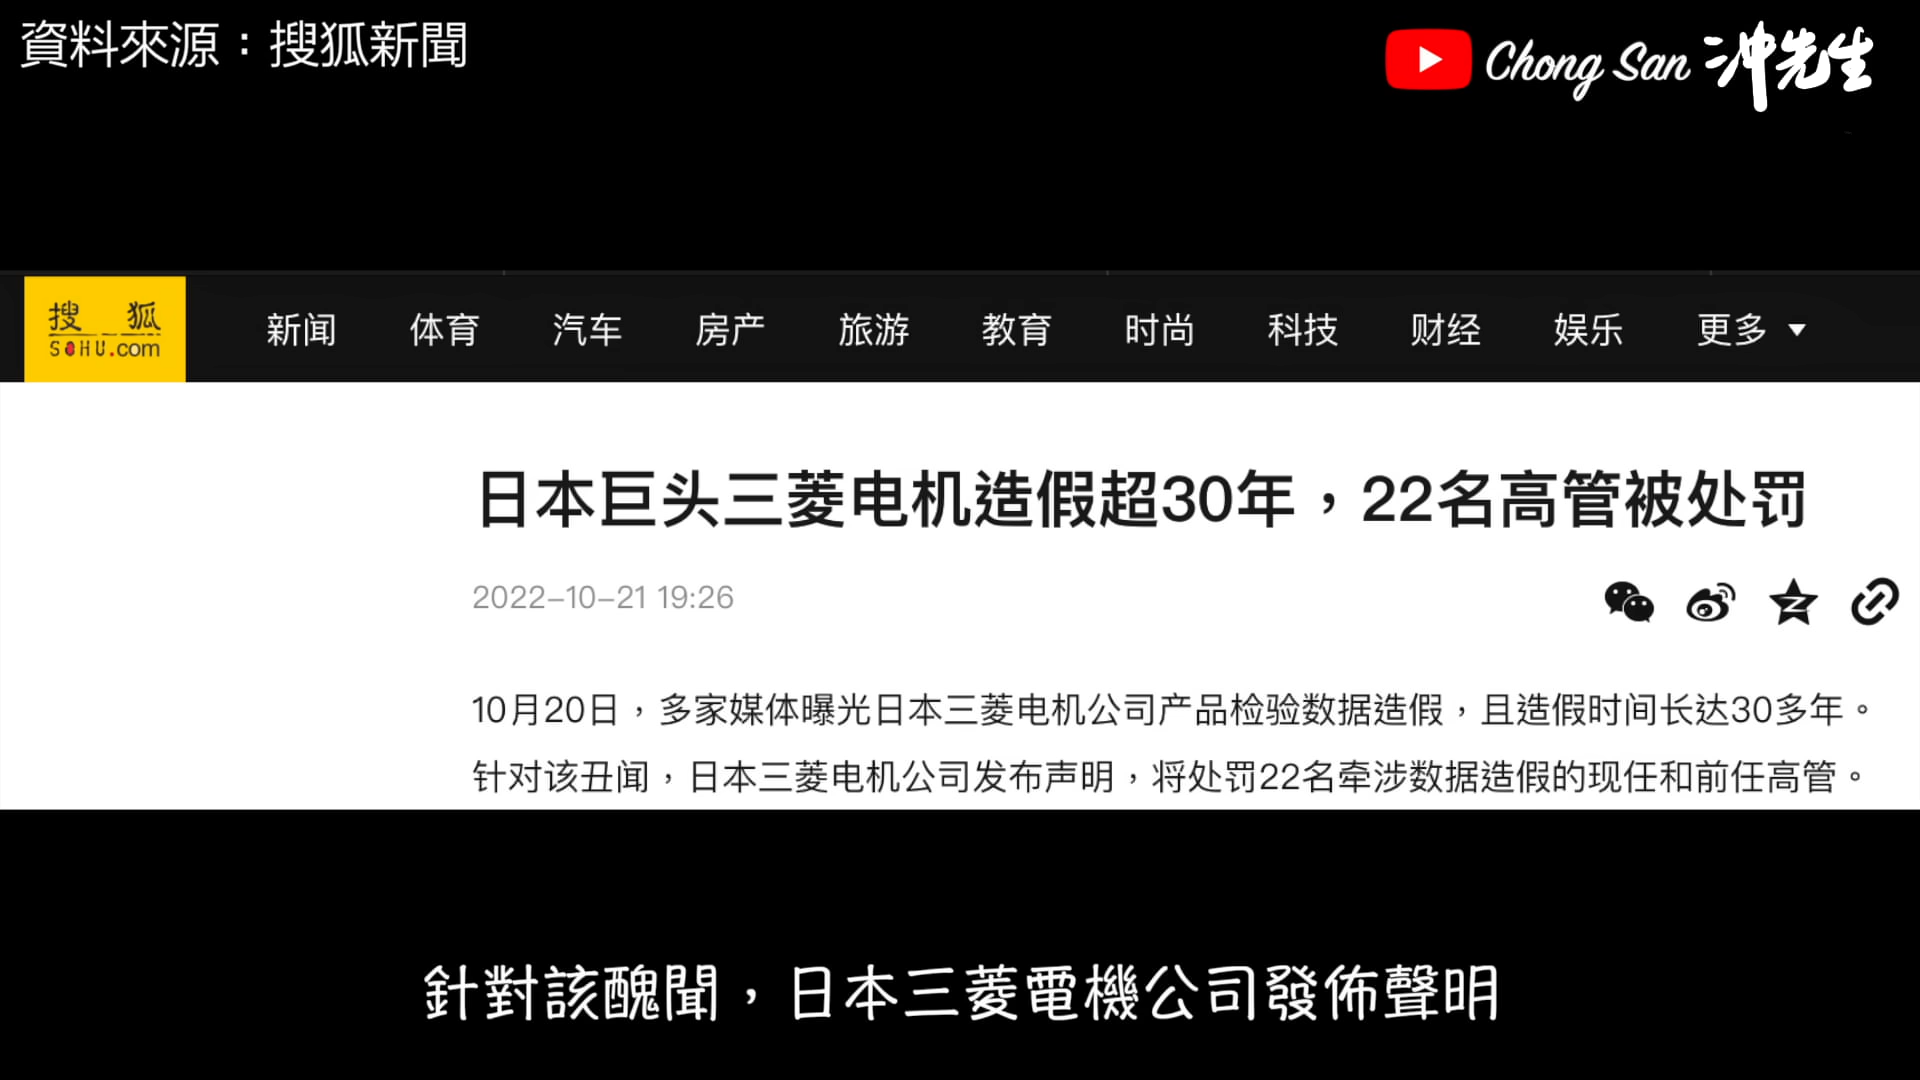 資料來源：搜狐新聞
Chong San 沖先生
搜狐
SOHU.com
新闻 体育 汽车 房产 旅游 教育 时尚 科技 财经 娱乐 更多
日本巨头三菱电机造假超30年，22名高管被处罚
2022-10-21 19:26
10月20日，多家媒体曝光日本三菱电机公司产品检验数据造假，且造假时间长达30多年。
针对该丑闻，日本三菱电机公司发布声明，将处罚22名牵涉数据造假的现任和前任高管。
針對該醜聞，日本三菱電機公司發佈聲明